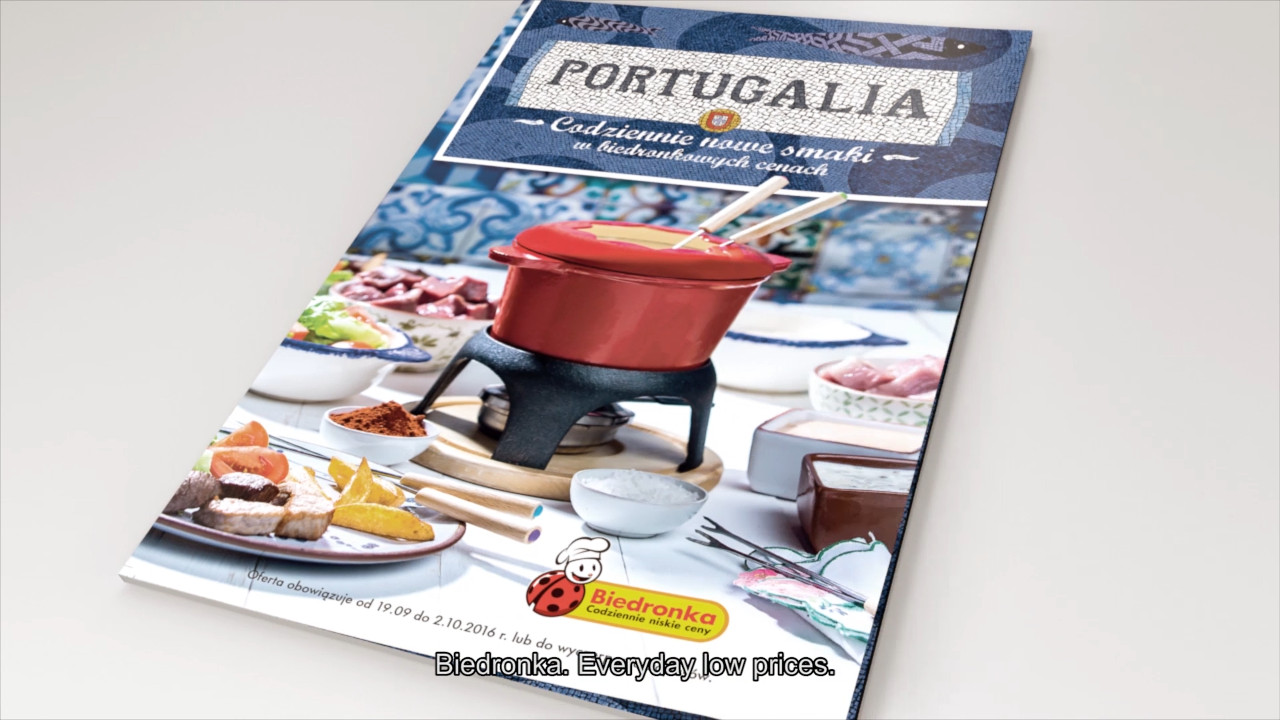 PORTUGALIA
Codziennie nowe smaki
w biedronkowych cenach
Biedronka
Codziennie niskie ceny
Oferta obowiązuje od 19.09 do 2.10.2016 r. lub do
Biedronka. Everyday low prices.